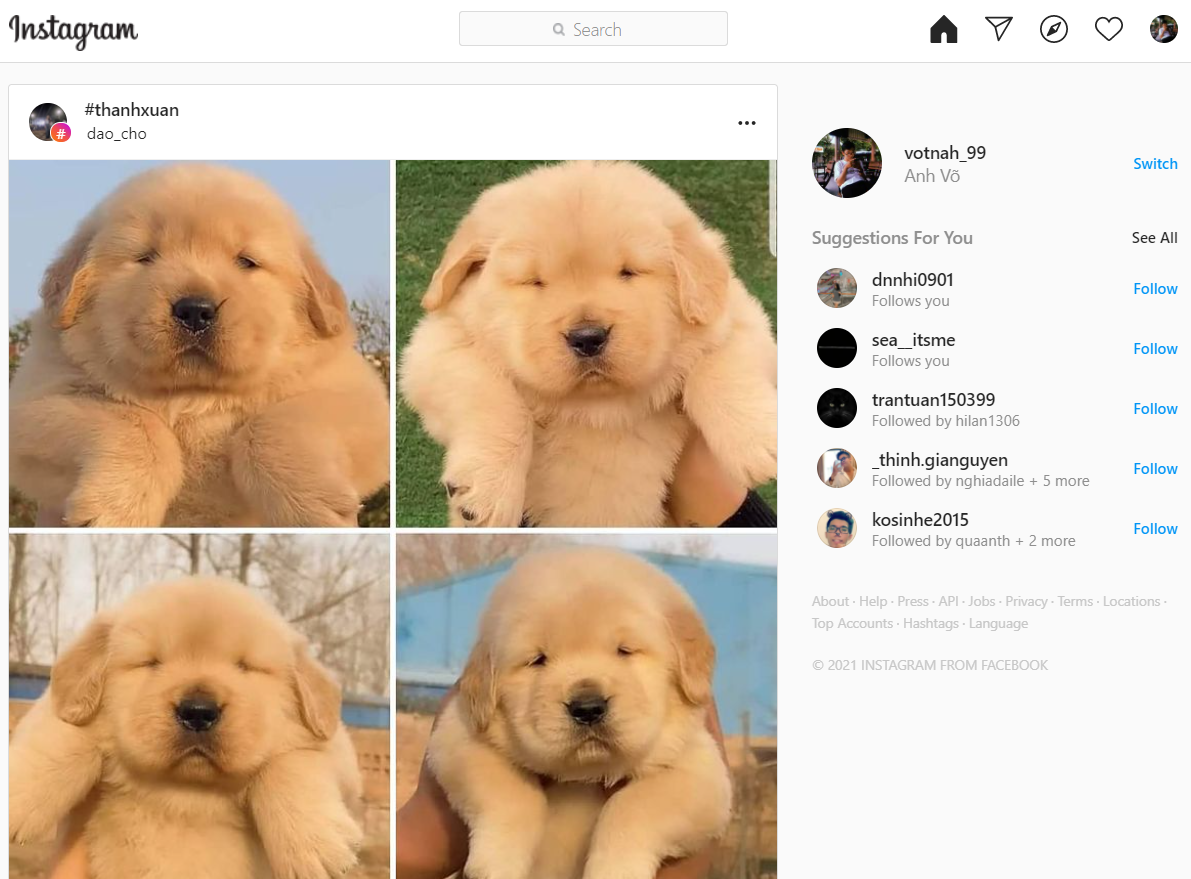 Instagram
Search
#thanhxuan
dao_cho
votnah_99
Anh Võ
Switch
Suggestions For You
See All
dnnhi0901
Follows you
Follow
sea__itsme
Follows you
Follow
trantuan150399
Followed by hilan1306
Follow
_thinh.gianguyen
Followed by nghiadaile + 5 more
Follow
kosinhe2015
Followed by quaanth + 2 more
Follow
About · Help · Press · API · Jobs · Privacy · Terms · Locations ·
Top Accounts · Hashtags · Language
© 2021 INSTAGRAM FROM FACEBOOK